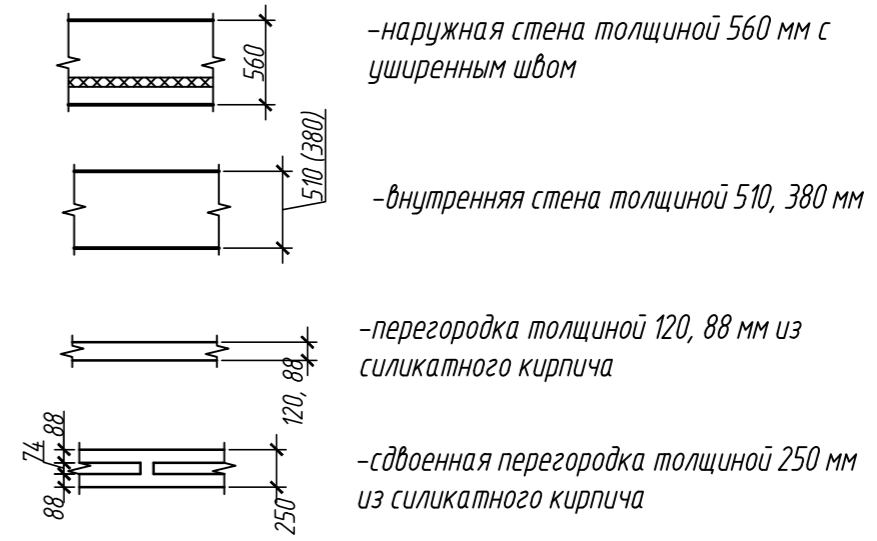 560
-наружная стена толщиной 560 мм с
уширенным швом
510 (380)
-внутренняя стена толщиной 510, 380 мм
120, 88
-перегородка толщиной 120, 88 мм из
силикатного кирпича
88
74
88
250
-сдвоенная перегородка толщиной 250 мм
из силикатного кирпича